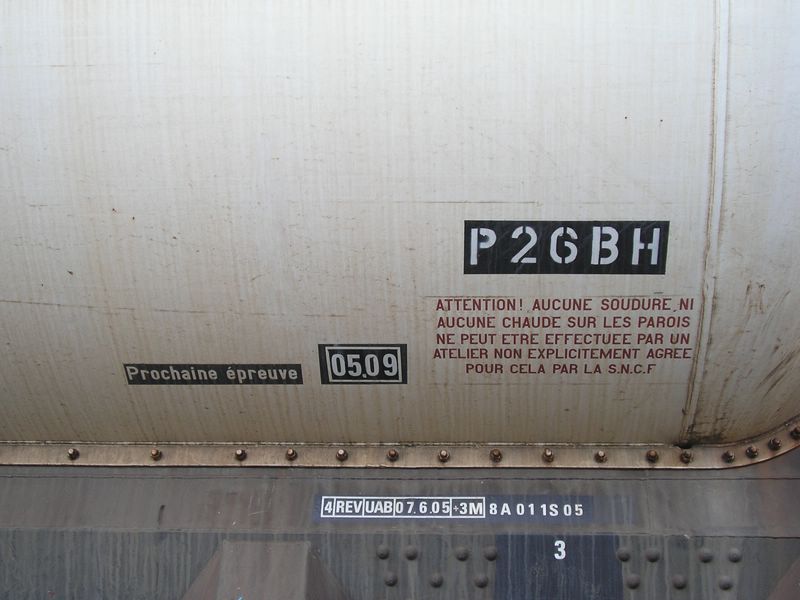 P26BH
ATTENTION! AUCUNE SOUDURE, NI
AUCUNE CHAUDE SUR LES PAROIS
NE PEUT ETRE EFFECTUEE PAR UN
ATELIER NON EXPLICITEMENT AGREE
POUR CELA PAR LA S.N.C.F
Prochaine épreuve 05.09
4 REV UAB 07.6.05 +3M 8A 011S 05
3